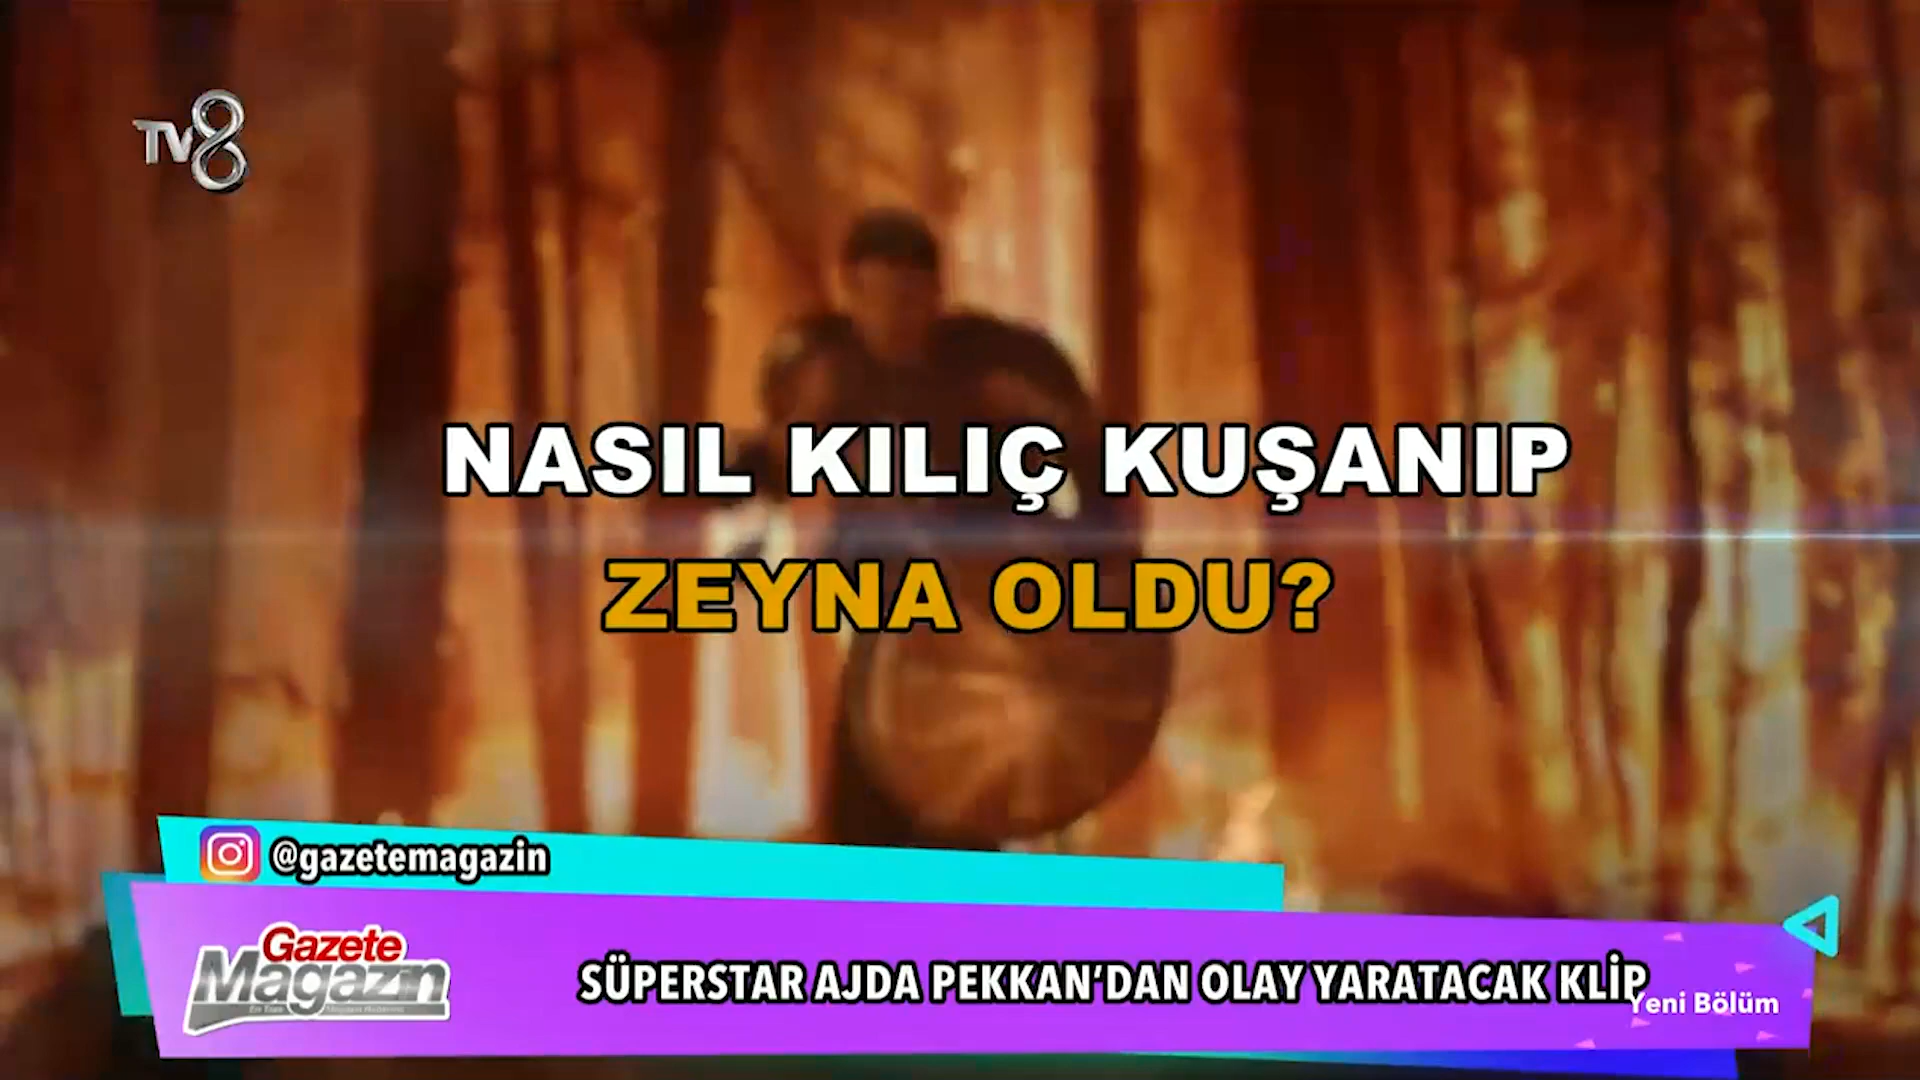 TV8
NASIL KILIÇ KUŞANIP
ZEYNA OLDU?
@gazetemagazin
Gazete
Magazin
SÜPERSTAR AJDA PEKKAN'DAN OLAY YARATACAK KLİP
Yeni Bölüm